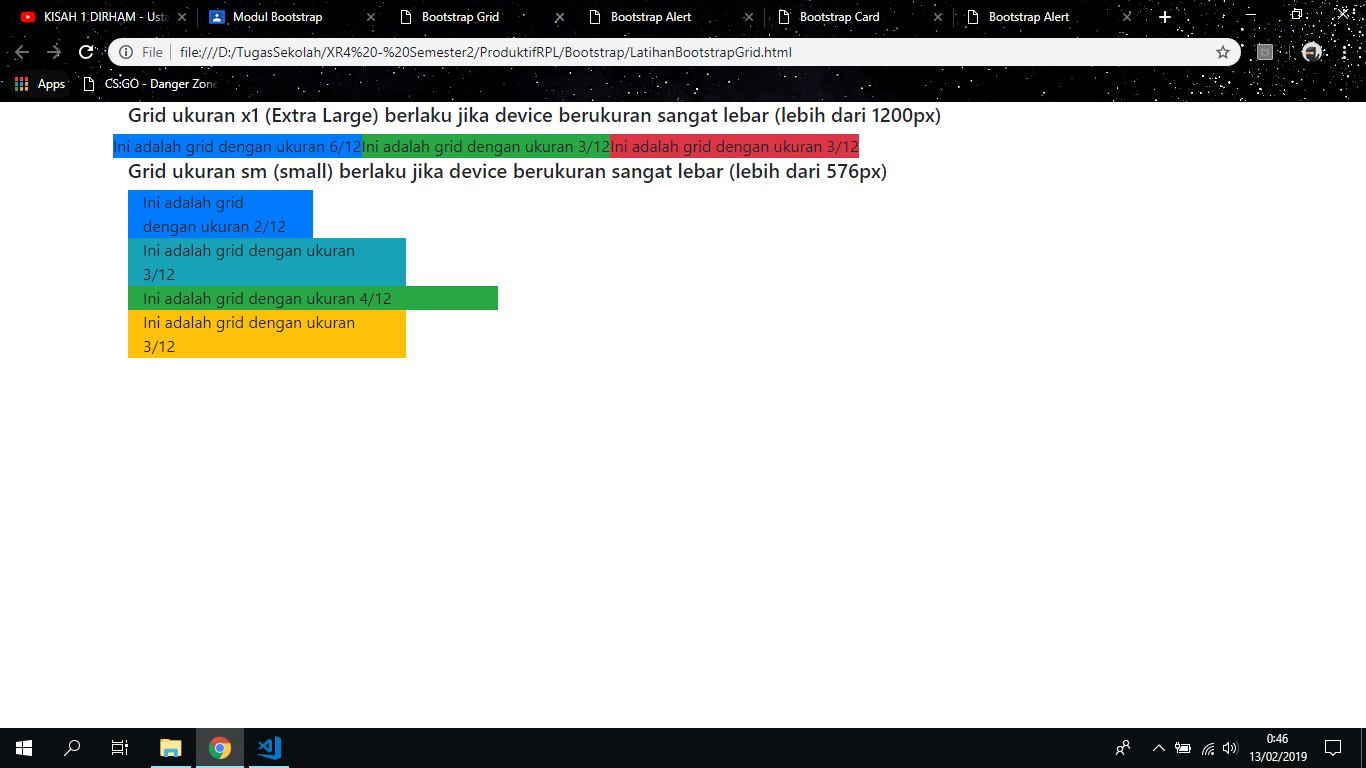 KISAH 1 DIRHAM - Usta
Modul Bootstrap
Bootstrap Grid
Bootstrap Alert
Bootstrap Card
Bootstrap Alert
File
file:///D:/TugasSekolah/XR4%20-%20Semester2/ProduktifRPL/Bootstrap/LatihanBootstrapGrid.html
Apps
CS:GO - Danger Zone
Grid ukuran x1 (Extra Large) berlaku jika device berukuran sangat lebar (lebih dari 1200px)
Ini adalah grid dengan ukuran 6/12
Ini adalah grid dengan ukuran 3/12
Ini adalah grid dengan ukuran 3/12
Grid ukuran sm (small) berlaku jika device berukuran sangat lebar (lebih dari 576px)
Ini adalah grid
dengan ukuran 2/12
Ini adalah grid dengan ukuran
3/12
Ini adalah grid dengan ukuran 4/12
Ini adalah grid dengan ukuran
3/12
0:46
13/02/2019